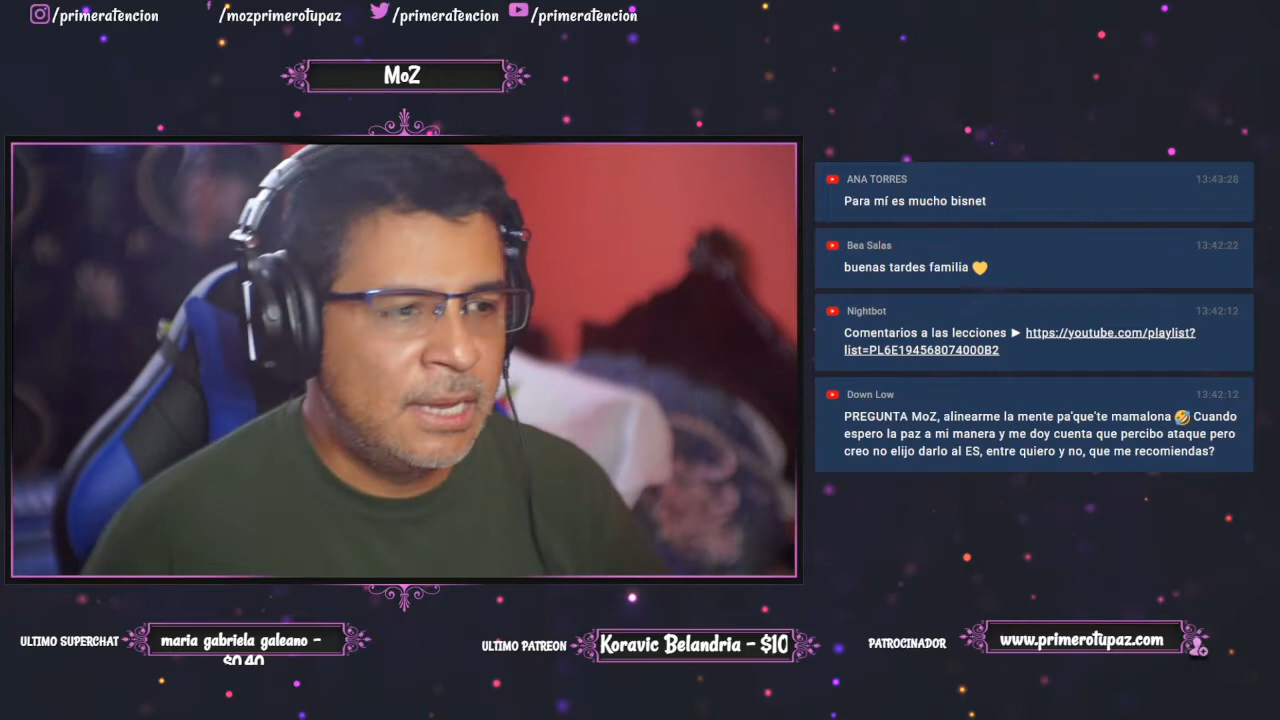 /primeratencion
/mozprimerotupaz
/primeratencion
/primeratencion
MoZ
ANA TORRES
13:43:28
Para mí es mucho bisnet
Bea Salas
13:42:22
buenas tardes familia 💛
Nightbot
13:42:12
Comentarios a las lecciones ► https://youtube.com/playlist?
list=PL6E194568074000B2
Down Low
13:42:12
PREGUNTA MoZ, alinearme la mente pa'que'te mamalona 🤣 Cuando
espero la paz a mi manera y me doy cuenta que percibo ataque pero
creo no elijo darlo al ES, entre quiero y no, que me recomiendas?
ULTIMO SUPERCHAT
maria gabriela galeano -
$0.40
ULTIMO PATREON
Koravic Belandria - $10
PATROCINADOR
www.primerotupaz.com